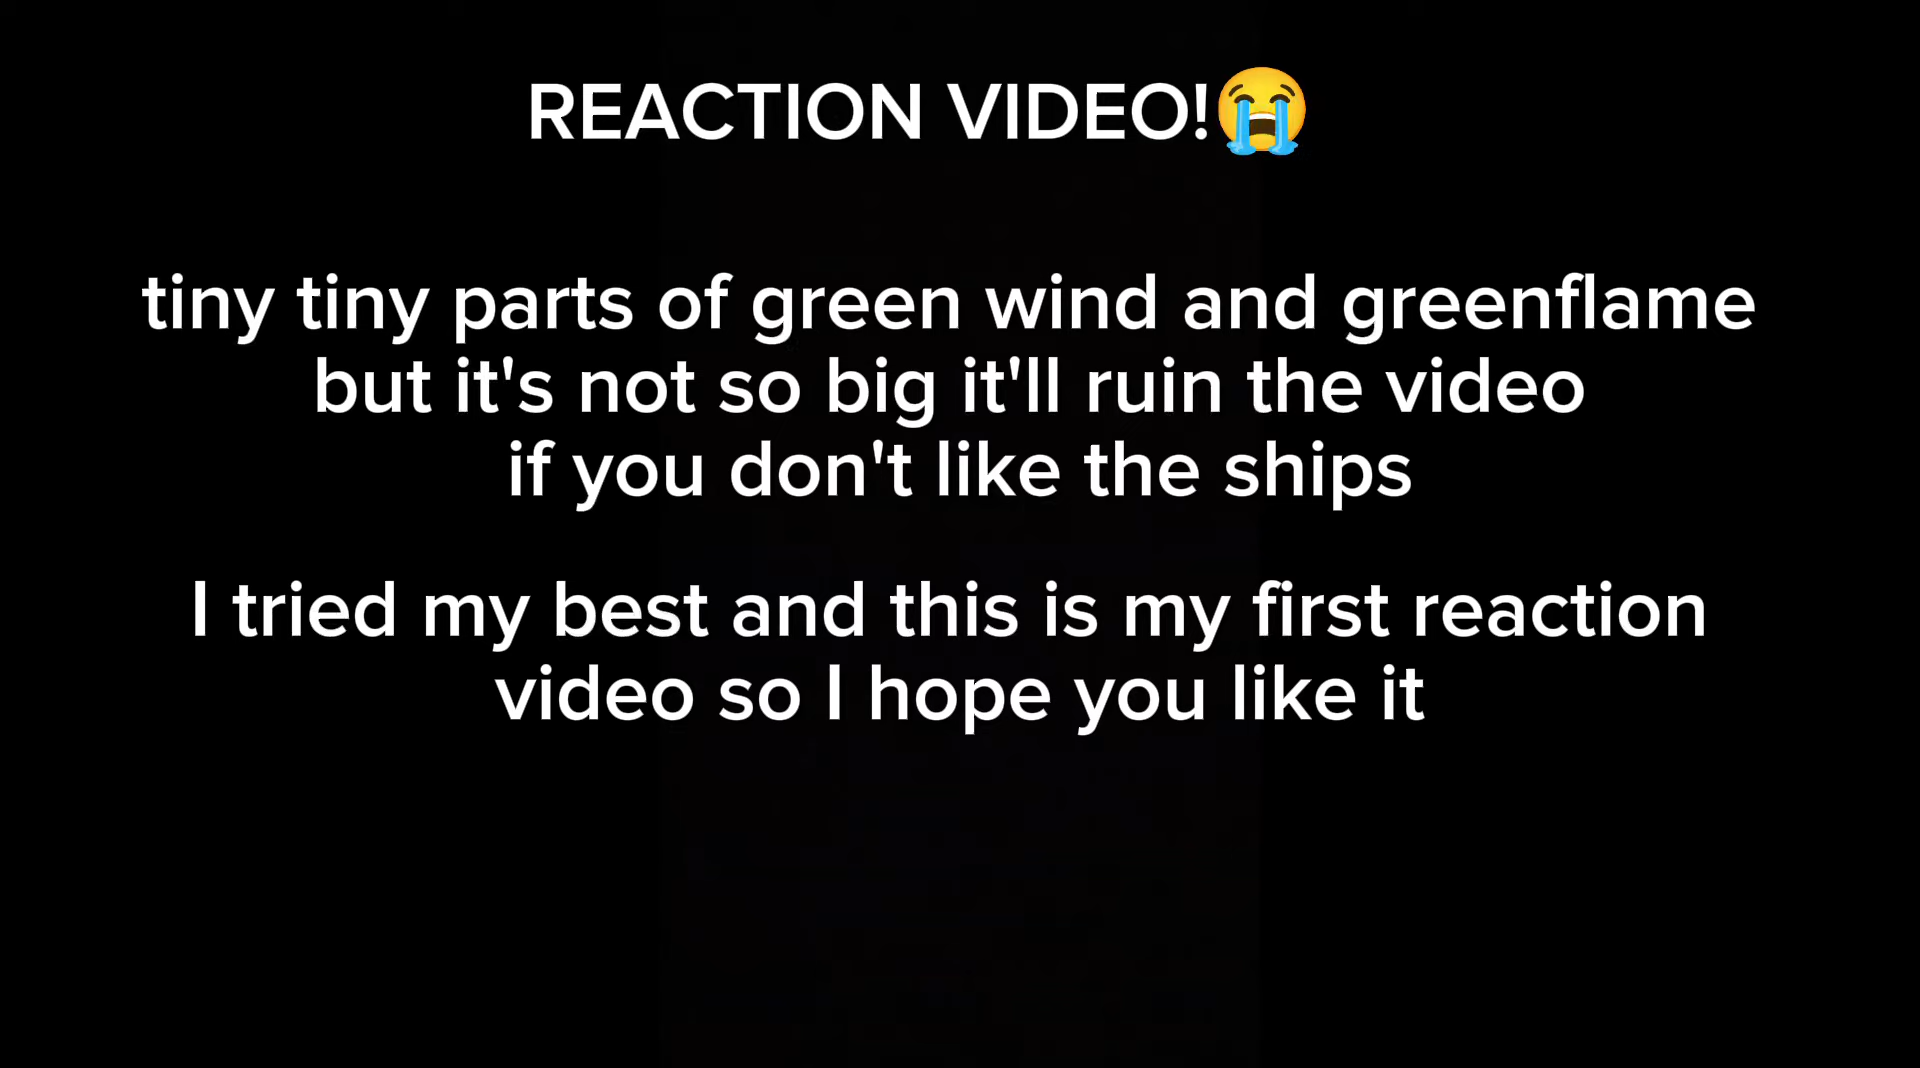 REACTION VIDEO!😭
tiny tiny parts of green wind and greenflame
but it's not so big it'll ruin the video
if you don't like the ships
I tried my best and this is my first reaction
video so I hope you like it